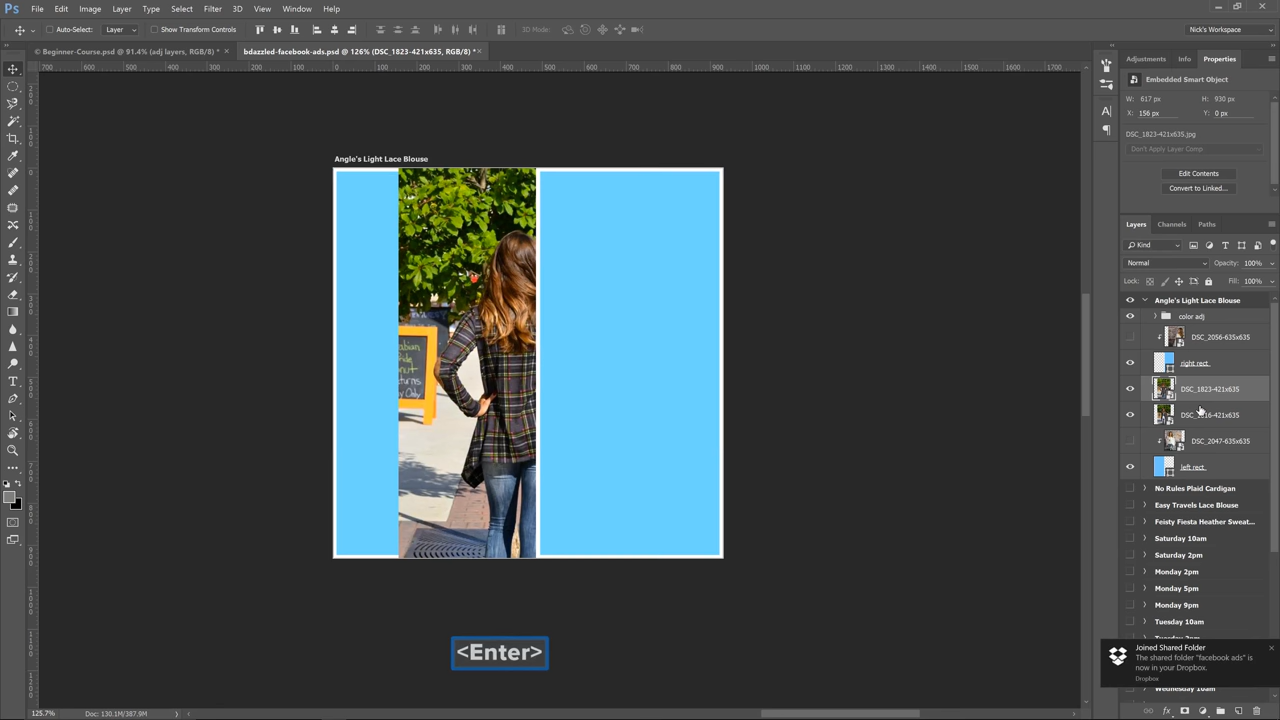 Ps File Edit Image Layer Type Select Filter 3D View Window Help
Auto-Select: Layer Show Transform Controls 3D Mode: Nick's Workspace
© Beginner-Course.psd @ 91.4% (adj layers, RGB/8) * × bdazzled-facebook-ads.psd @ 126% (DSC_1823-421x635, RGB/8) * ×
Adjustments Info Properties
Embedded Smart Object
W: 617 px H: 930 px
X: 156 px Y: 0 px
DSC_1823-421x635.jpg
Don't Apply Layer Comp
Edit Contents
Convert to Linked...
Angle's Light Lace Blouse
Layers Channels Paths
Kind
Normal Opacity: 100%
Lock: Fill: 100%
Angle's Light Lace Blouse
color adj
DSC_2056-635x635
right rect
DSC_1823-421x635
DSC_1816-421x635
DSC_2047-635x635
left rect
No Rules Plaid Cardigan
Easy Travels Lace Blouse
Feisty Fiesta Heather Sweat...
Saturday 10am
Saturday 2pm
Monday 2pm
Monday 5pm
Monday 9pm
Tuesday 10am
Joined Shared Folder
The shared folder "facebook ads" is
now in your Dropbox.
Dropbox
<Enter>
125.7% Doc: 130.1M/387.9M